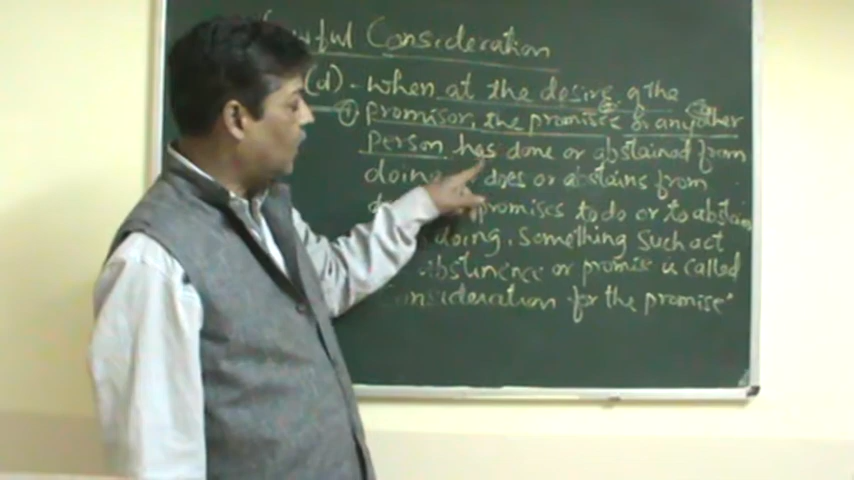 Consideration
(d) - When at the desire of the
① Promisor, the promisee or any other
Person has done or abstained from
doing, does or abstains from
promises to do or to abstain
doing, Something Such act
abstinence or promise is called
Consideration for the promise"